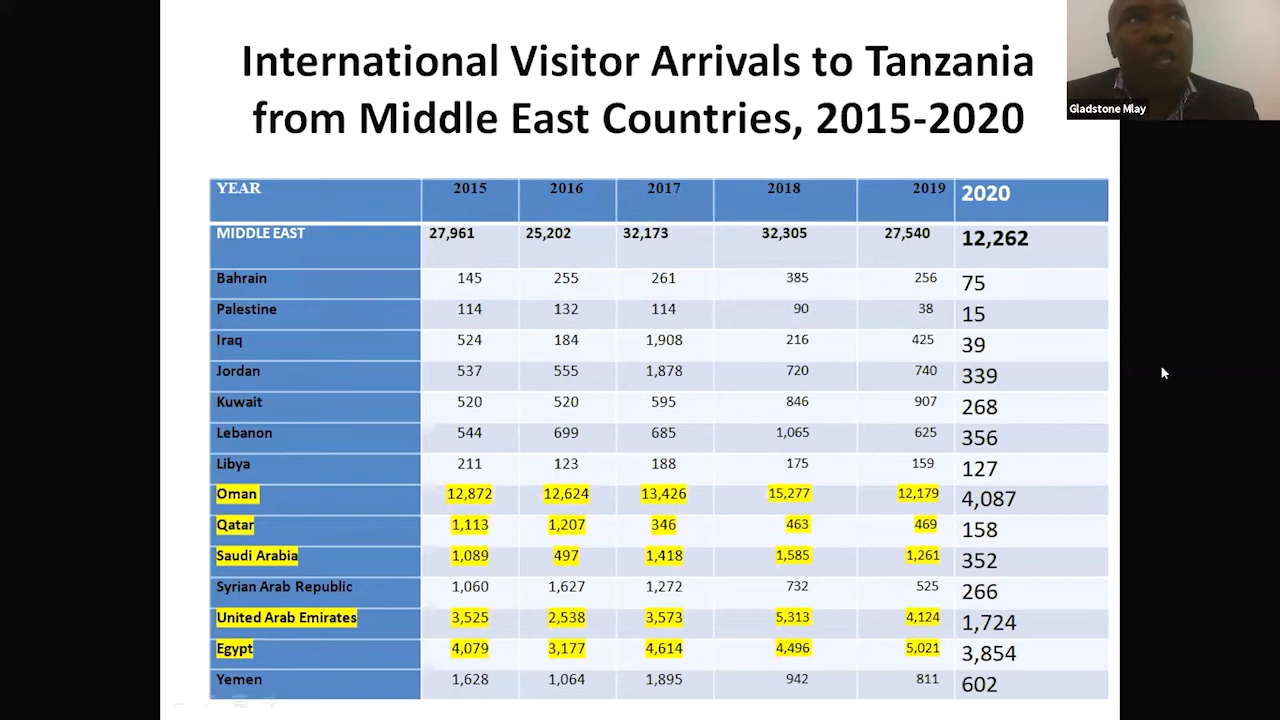 International Visitor Arrivals to Tanzania
from Middle East Countries, 2015-2020
Gladstone Mlay
YEAR 2015 2016 2017 2018 2019 2020
MIDDLE EAST 27,961 25,202 32,173 32,305 27,540 12,262
Bahrain 145 255 261 385 256 75
Palestine 114 132 114 90 38 15
Iraq 524 184 1,908 216 425 39
Jordan 537 555 1,878 720 740 339
Kuwait 520 520 595 846 907 268
Lebanon 544 699 685 1,065 625 356
Libya 211 123 188 175 159 127
Oman 12,872 12,624 13,426 15,277 12,179 4,087
Qatar 1,113 1,207 346 463 469 158
Saudi Arabia 1,089 497 1,418 1,585 1,261 352
Syrian Arab Republic 1,060 1,627 1,272 732 525 266
United Arab Emirates 3,525 2,538 3,573 5,313 4,124 1,724
Egypt 4,079 3,177 4,614 4,496 5,021 3,854
Yemen 1,628 1,064 1,895 942 811 602